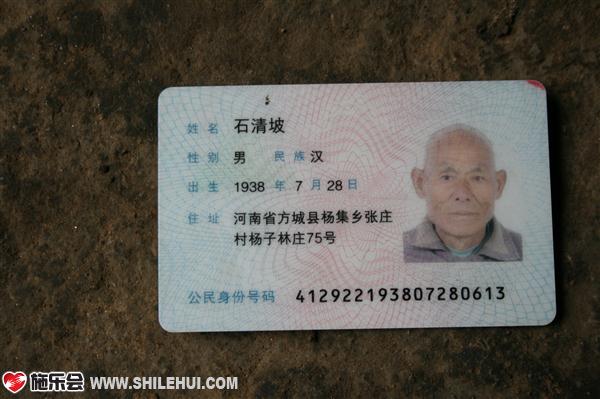 姓名 石清坡
性别 男 民族 汉
出生 1938 年 7 月 28 日
住址 河南省方城县杨集乡张庄
村杨子林庄75号
公民身份号码 412922193807280613
施乐会 WWW.SHILEHUI.COM